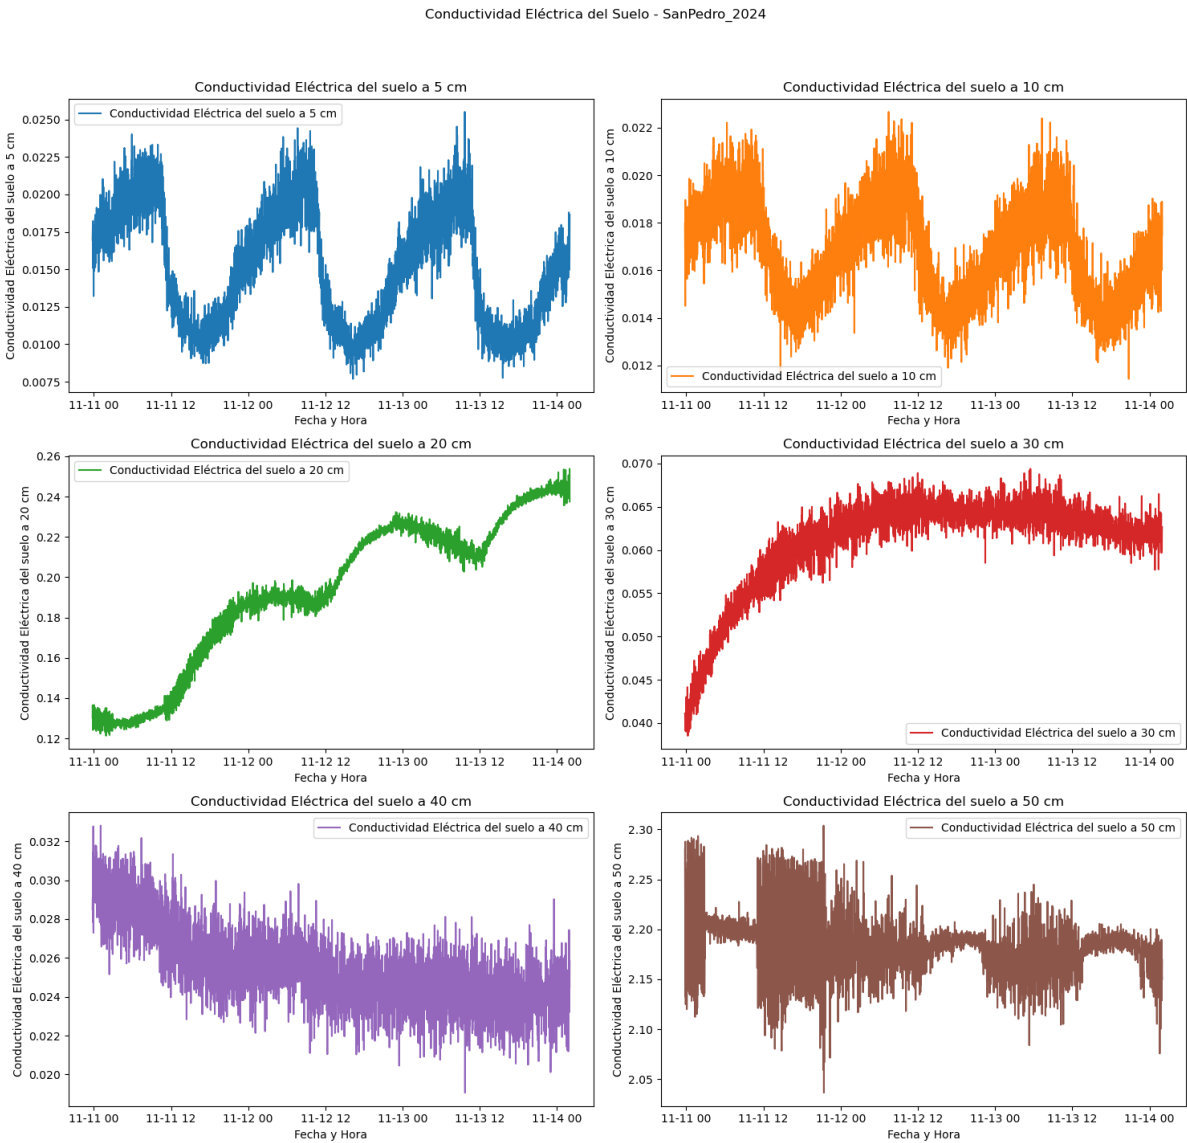 Conductividad Eléctrica del Suelo - SanPedro_2024
Conductividad Eléctrica del suelo a 5 cm
Conductividad Eléctrica del suelo a 5 cm
Conductividad Eléctrica del suelo a 5 cm
0.0250
0.0225
0.0200
0.0175
0.0150
0.0125
0.0100
0.0075
11-11 00 11-11 12 11-12 00 11-12 12 11-13 00 11-13 12 11-14 00
Fecha y Hora
Conductividad Eléctrica del suelo a 10 cm
Conductividad Eléctrica del suelo a 10 cm
0.022
0.020
0.018
0.016
0.014
0.012
Conductividad Eléctrica del suelo a 10 cm
11-11 00 11-11 12 11-12 00 11-12 12 11-13 00 11-13 12 11-14 00
Fecha y Hora
Conductividad Eléctrica del suelo a 20 cm
Conductividad Eléctrica del suelo a 20 cm
Conductividad Eléctrica del suelo a 20 cm
0.26
0.24
0.22
0.20
0.18
0.16
0.14
0.12
11-11 00 11-11 12 11-12 00 11-12 12 11-13 00 11-13 12 11-14 00
Fecha y Hora
Conductividad Eléctrica del suelo a 30 cm
Conductividad Eléctrica del suelo a 30 cm
0.070
0.065
0.060
0.055
0.050
0.045
0.040
Conductividad Eléctrica del suelo a 30 cm
11-11 00 11-11 12 11-12 00 11-12 12 11-13 00 11-13 12 11-14 00
Fecha y Hora
Conductividad Eléctrica del suelo a 40 cm
Conductividad Eléctrica del suelo a 40 cm
Conductividad Eléctrica del suelo a 40 cm
0.032
0.030
0.028
0.026
0.024
0.022
0.020
11-11 00 11-11 12 11-12 00 11-12 12 11-13 00 11-13 12 11-14 00
Fecha y Hora
Conductividad Eléctrica del suelo a 50 cm
Conductividad Eléctrica del suelo a 50 cm
Conductividad Eléctrica del suelo a 50 cm
2.30
2.25
2.20
2.15
2.10
2.05
11-11 00 11-11 12 11-12 00 11-12 12 11-13 00 11-13 12 11-14 00
Fecha y Hora